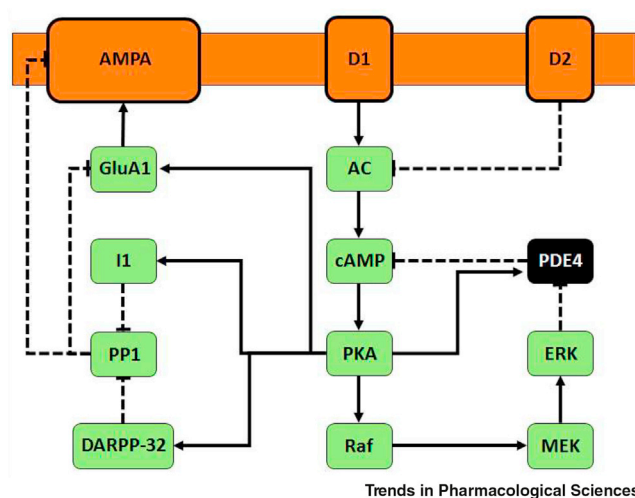 AMPA D1 D2
GluA1 AC
I1 cAMP PDE4
PP1 PKA ERK
DARPP-32 Raf MEK
Trends in Pharmacological Sciences